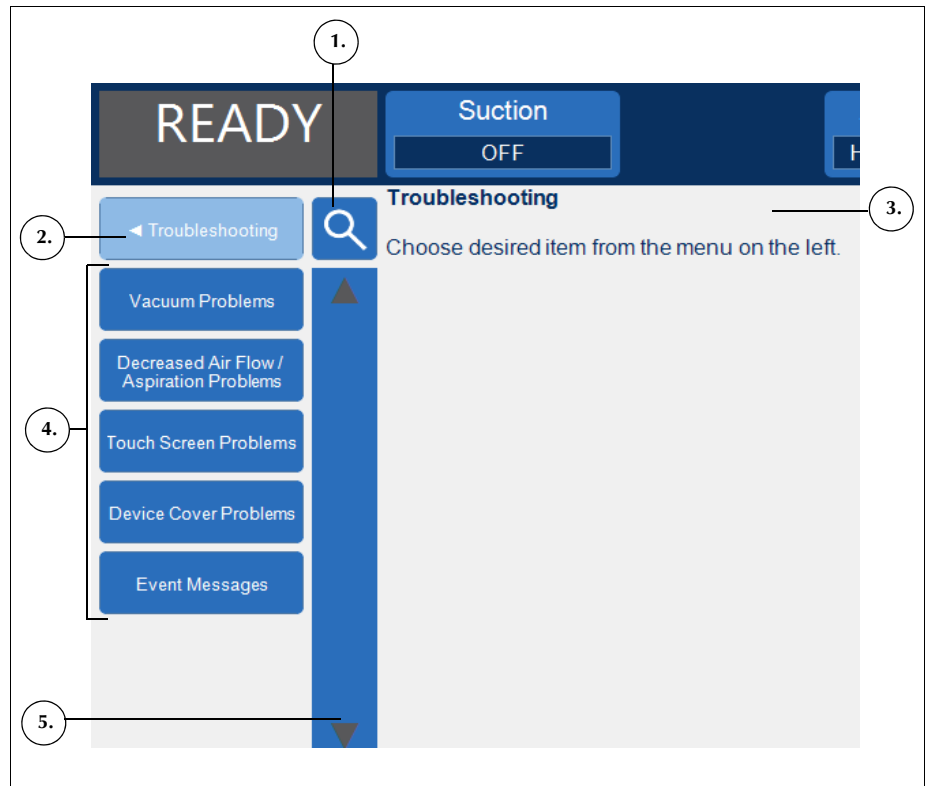 1.
READY
Suction
OFF
H
2.
◄ Troubleshooting
Troubleshooting
3.
Choose desired item from the menu on the left.
Vacuum Problems
Decreased Air Flow /
Aspiration Problems
4.
Touch Screen Problems
Device Cover Problems
Event Messages
5.